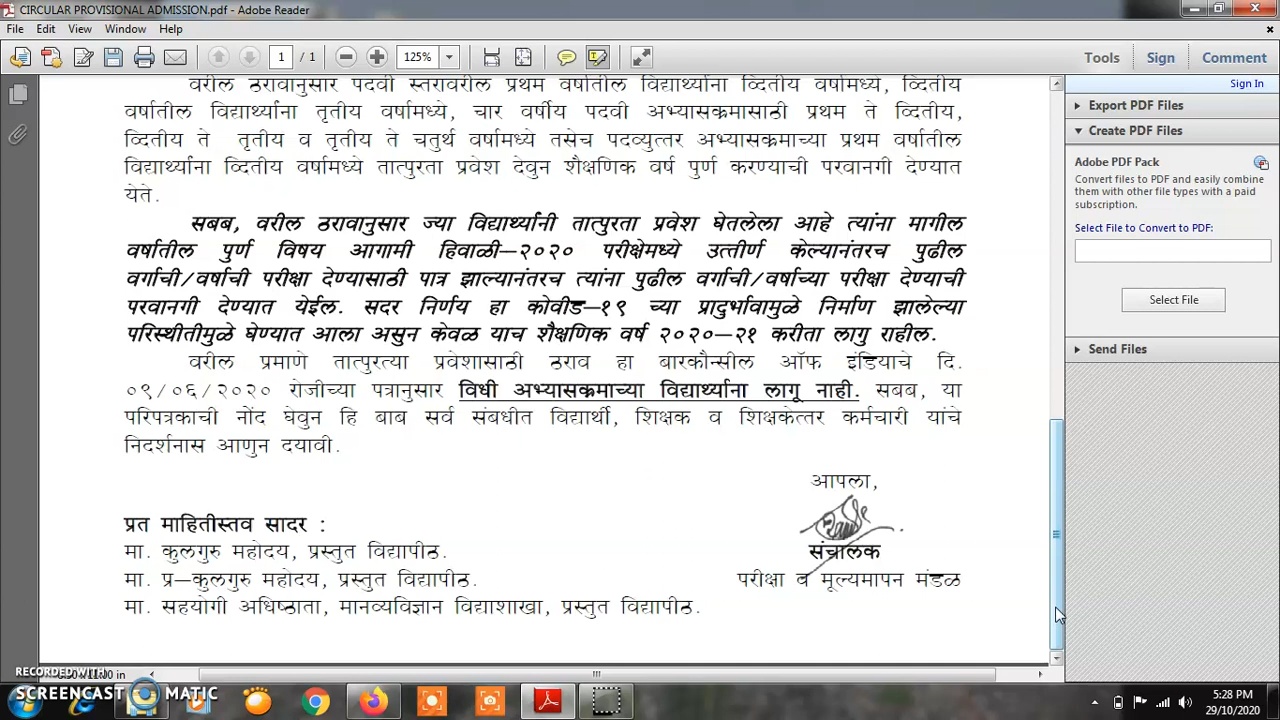 CIRCULAR PROVISIONAL ADMISSION.pdf - Adobe Reader
File Edit View Window Help
1 / 1 125% Tools Sign Comment
Sign In
Export PDF Files
Create PDF Files
Adobe PDF Pack
Convert files to PDF and easily combine
them with other file types with a paid
subscription.
Select File to Convert to PDF:
Select File
Send Files
वरील ठरावानुसार पदवी स्तरावरील प्रथम वर्षातील विद्यार्थ्यांना व्दितीय वर्षामध्ये, व्दितीय
वर्षातील विद्यार्थ्यांना तृतीय वर्षामध्ये, चार वर्षीय पदवी अभ्यासक्रमासाठी प्रथम ते व्दितीय,
व्दितीय ते तृतीय व तृतीय ते चतुर्थ वर्षामध्ये तसेच पदव्युत्तर अभ्यासक्रमाच्या प्रथम वर्षातील
विद्यार्थ्यांना व्दितीय वर्षामध्ये तात्पुरता प्रवेश देवुन शैक्षणिक वर्ष पुर्ण करण्याची परवानगी देण्यात
येते.
सबब, वरील ठरावानुसार ज्या विद्यार्थ्यांनी तात्पुरता प्रवेश घेतलेला आहे त्यांना मागील
वर्षातील पुर्ण विषय आगामी हिवाळी—२०२० परीक्षेमध्ये उत्तीर्ण केल्यानंतरच पुढील
वर्गाची/वर्षाची परीक्षा देण्यासाठी पात्र झाल्यानंतरच त्यांना पुढील वर्गाची/वर्षाच्या परीक्षा देण्याची
परवानगी देण्यात येईल. सदर निर्णय हा कोवीड—१९ च्या प्रादुर्भावामुळे निर्माण झालेल्या
परिस्थीतीमुळे घेण्यात आला असुन केवळ याच शैक्षणिक वर्ष २०२०—२१ करीता लागु राहील.
वरील प्रमाणे तात्पुरत्या प्रवेशासाठी ठराव हा बारकौन्सील ऑफ इंडियाचे दि.
०९/०६/२०२० रोजीच्या पत्रानुसार विधी अभ्यासक्रमाच्या विद्यार्थ्यांना लागू नाही. सबब, या
परिपत्रकाची नोंद घेवुन हि बाब सर्व संबधीत विद्यार्थी, शिक्षक व शिक्षकेत्तर कर्मचारी यांचे
निदर्शनास आणुन दयावी.
आपला,
संचालक
परीक्षा व मूल्यमापन मंडळ
प्रत माहितीस्तव सादर :
मा. कुलगुरु महोदय, प्रस्तुत विद्यापीठ.
मा. प्र—कुलगुरु महोदय, प्रस्तुत विद्यापीठ.
मा. सहयोगी अधिष्ठाता, मानव्यविज्ञान विद्याशाखा, प्रस्तुत विद्यापीठ.
RECORDED WITH
SCREENCAST MATIC
5:28 PM
29/10/2020